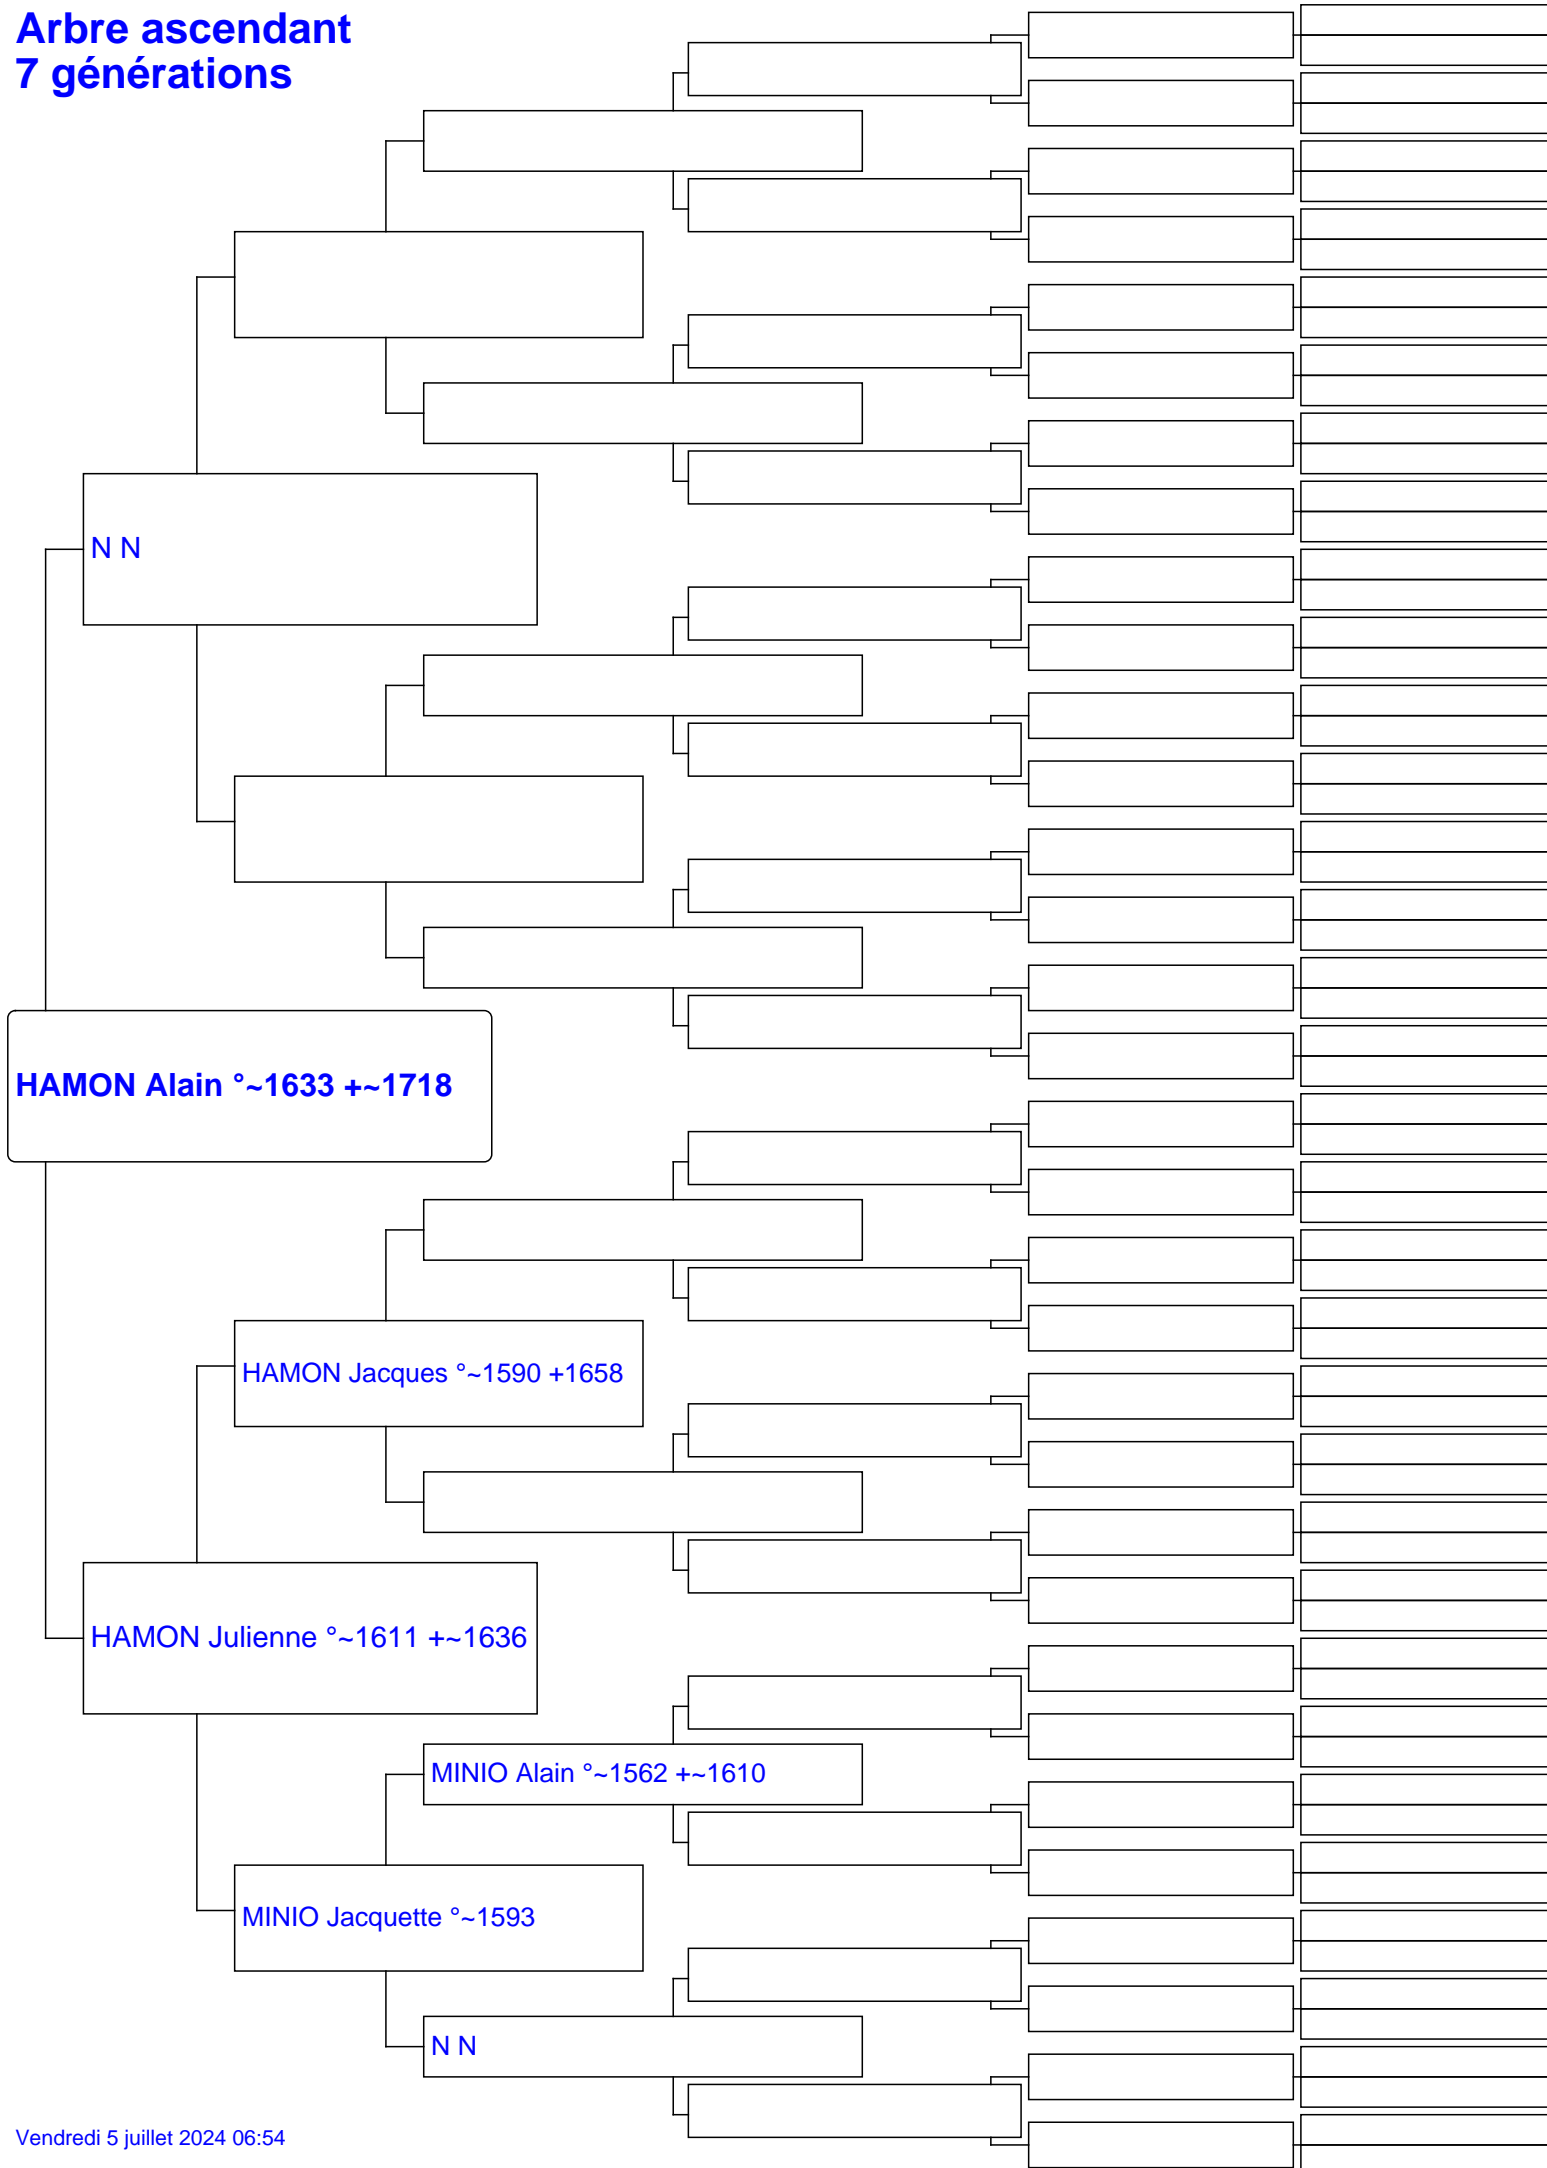 Arbre ascendant
7 générations
N N
HAMON Alain °~1633 +~1718
HAMON Jacques °~1590 +1658
HAMON Julienne °~1611 +~1636
MINIO Alain °~1562 +~1610
MINIO Jacquette °~1593
N N
Vendredi 5 juillet 2024 06:54